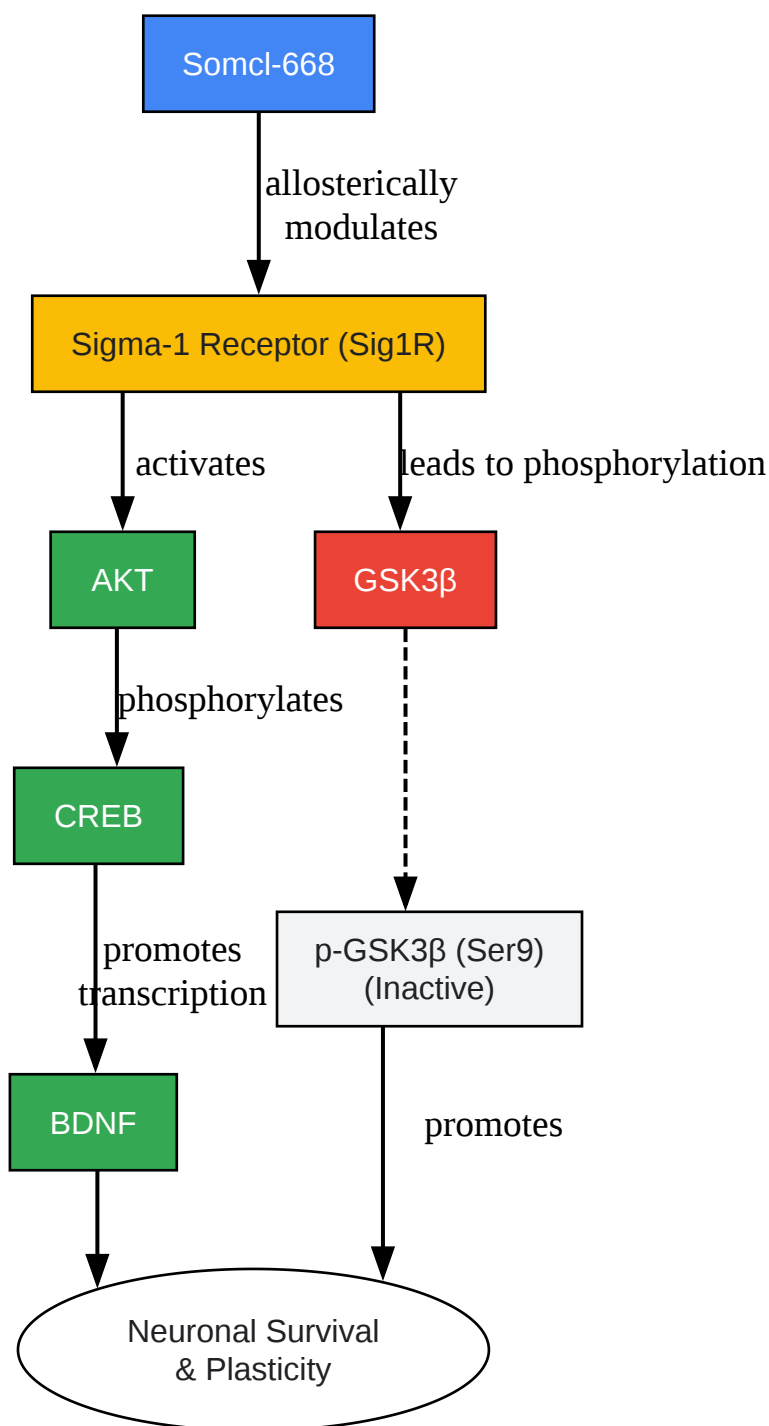 Somcl-668
allosterically
modulates
Sigma-1 Receptor (Sig1R)
activates
leads to phosphorylation
AKT
GSK3β
phosphorylates
CREB
promotes
transcription
p-GSK3β (Ser9)
(Inactive)
BDNF
promotes
Neuronal Survival
& Plasticity